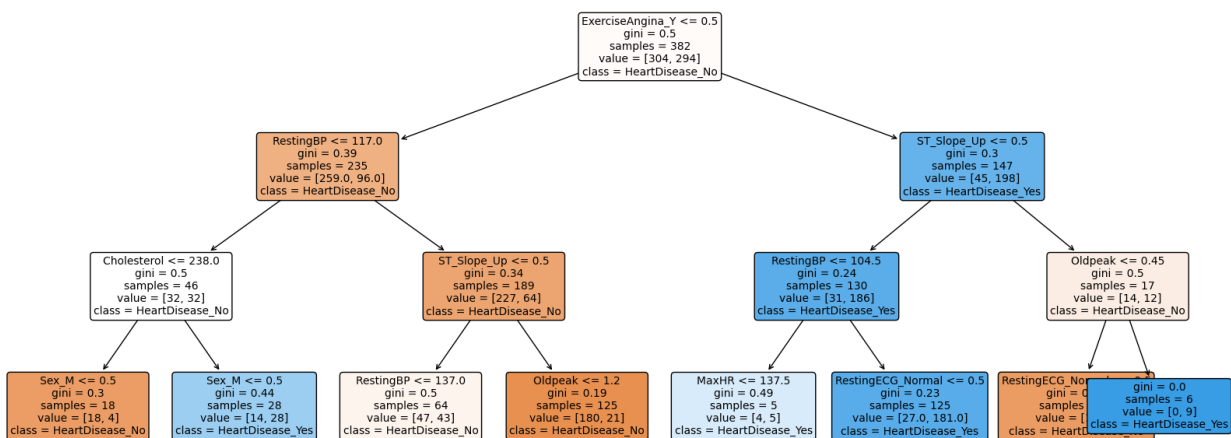 ExerciseAngina_Y <= 0.5
gini = 0.5
samples = 382
value = [304, 294]
class = HeartDisease_No
RestingBP <= 117.0
gini = 0.39
samples = 235
value = [259.0, 96.0]
class = HeartDisease_No
ST_Slope_Up <= 0.5
gini = 0.3
samples = 147
value = [45, 198]
class = HeartDisease_Yes
Cholesterol <= 238.0
gini = 0.5
samples = 46
value = [32, 32]
class = HeartDisease_No
ST_Slope_Up <= 0.5
gini = 0.34
samples = 189
value = [227, 64]
class = HeartDisease_No
RestingBP <= 104.5
gini = 0.24
samples = 130
value = [31, 186]
class = HeartDisease_Yes
Oldpeak <= 0.45
gini = 0.5
samples = 17
value = [14, 12]
class = HeartDisease_No
Sex_M <= 0.5
gini = 0.3
samples = 18
value = [18, 4]
class = HeartDisease_No
Sex_M <= 0.5
gini = 0.44
samples = 28
value = [14, 28]
class = HeartDisease_Yes
RestingBP <= 137.0
gini = 0.5
samples = 64
value = [47, 43]
class = HeartDisease_No
Oldpeak <= 1.2
gini = 0.19
samples = 125
value = [180, 21]
class = HeartDisease_No
MaxHR <= 137.5
gini = 0.49
samples = 5
value = [4, 5]
class = HeartDisease_Yes
RestingECG_Normal <= 0.5
gini = 0.23
samples = 125
value = [27.0, 181.0]
class = HeartDisease_Yes
gini =
class =
gini = 0.0
samples = 6
value = [0, 9]
class = HeartDisease_Yes